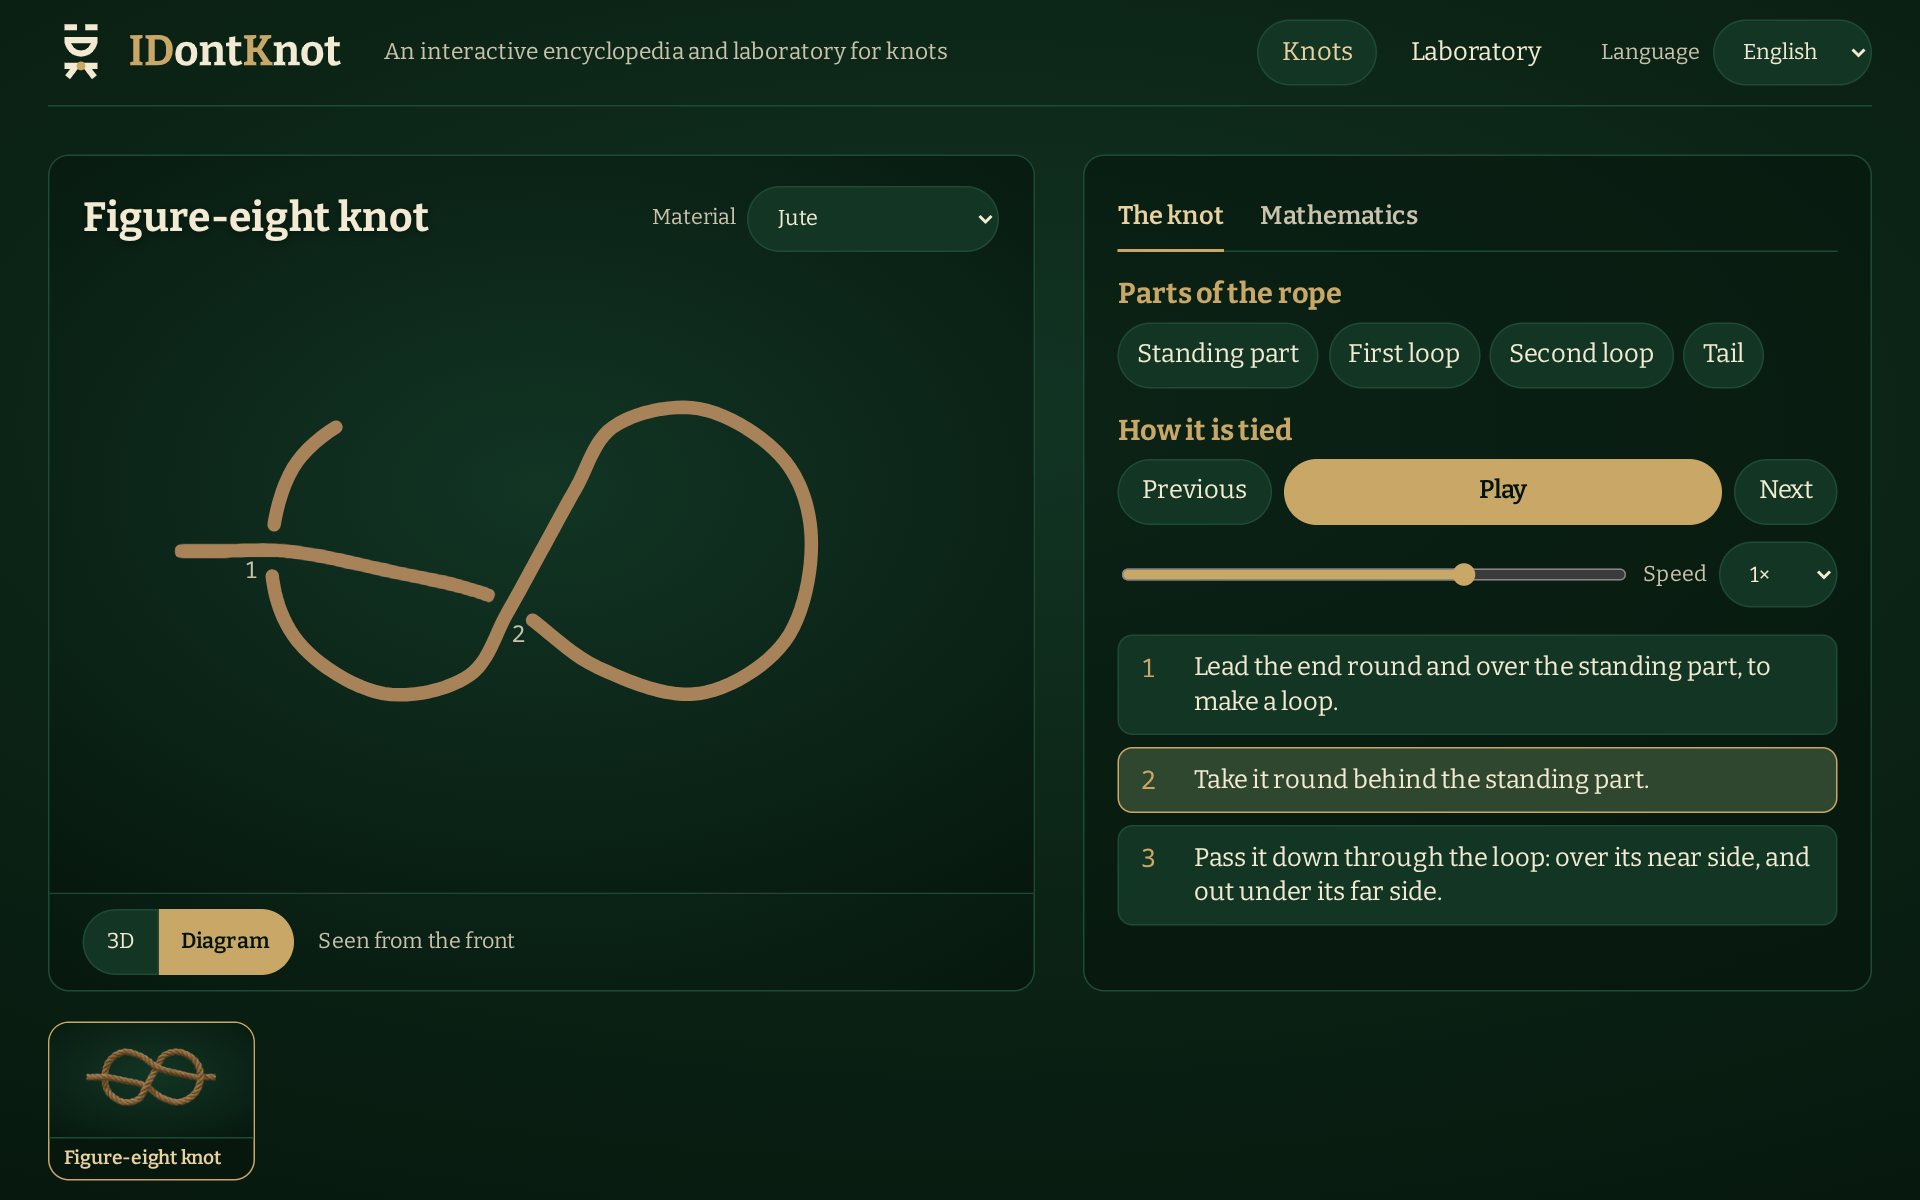 IDontKnot
An interactive encyclopedia and laboratory for knots
Knots
Laboratory
Language
English
Figure-eight knot
Material
Jute
1
2
3D
Diagram
Seen from the front
The knot
Mathematics
Parts of the rope
Standing part
First loop
Second loop
Tail
How it is tied
Previous
Play
Next
Speed
1×
1
Lead the end round and over the standing part, to
make a loop.
2
Take it round behind the standing part.
3
Pass it down through the loop: over its near side, and
out under its far side.
Figure-eight knot